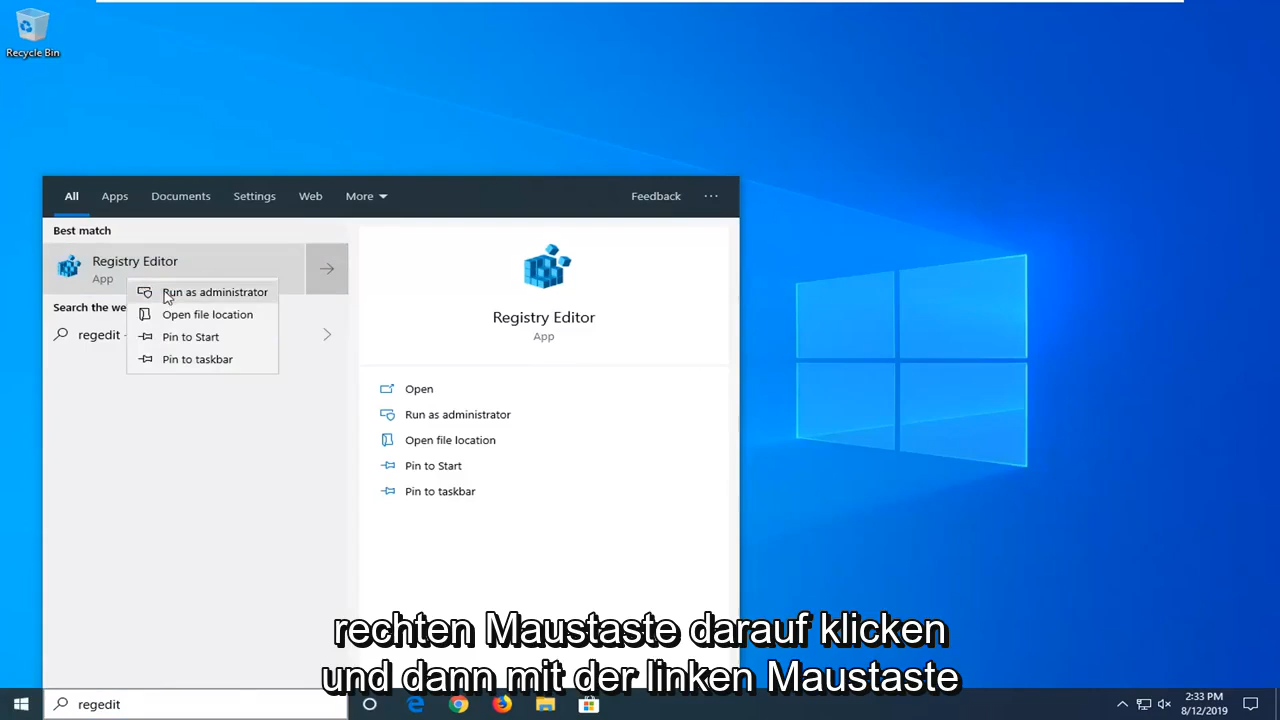 Recycle Bin
All Apps Documents Settings Web More Feedback ...
Best match
Registry Editor
App
Run as administrator
Search the we
Open file location
regedit -
Pin to Start
Pin to taskbar
Registry Editor
App
Open
Run as administrator
Open file location
Pin to Start
Pin to taskbar
rechten Maustaste darauf klicken
und dann mit der linken Maustaste
regedit
2:33 PM
8/12/2019